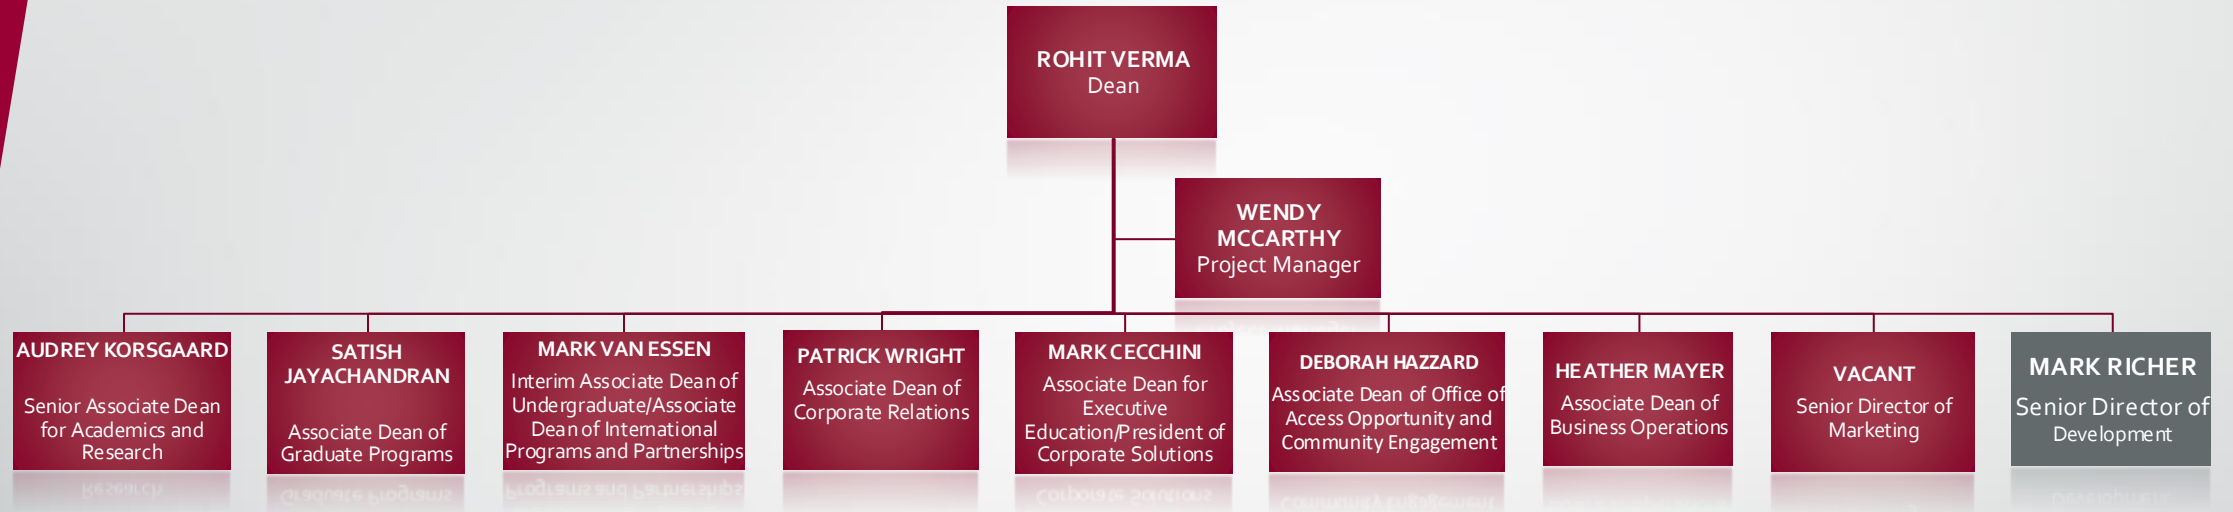 ROHIT VERMA
Dean
WENDY
MCCARTHY
Project Manager
AUDREY KORSGAARD
Senior Associate Dean
for Academics and
Research
SATISH
JAYACHANDRAN
Associate Dean of
Graduate Programs
MARK VAN ESSEN
Interim Associate Dean of
Undergraduate/Associate
Dean of International
Programs and Partnerships
PATRICK WRIGHT
Associate Dean of
Corporate Relations
MARK CECCHINI
Associate Dean for
Executive
Education/President of
Corporate Solutions
DEBORAH HAZZARD
Associate Dean of Office of
Access Opportunity and
Community Engagement
HEATHER MAYER
Associate Dean of
Business Operations
VACANT
Senior Director of
Marketing
MARK RICHER
Senior Director of
Development